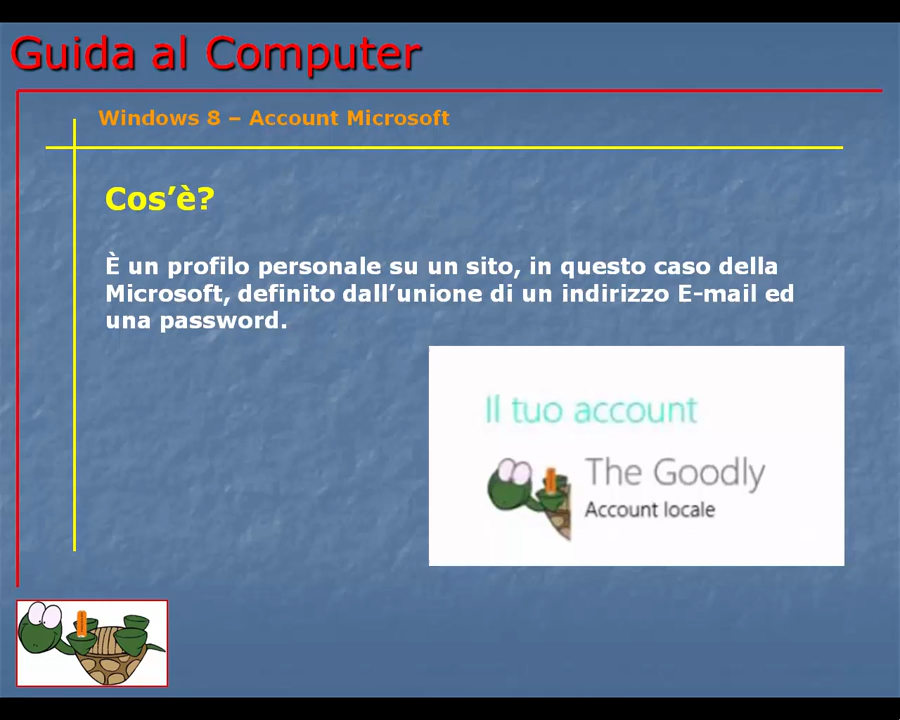 Guida al Computer
Windows 8 – Account Microsoft
Cos’è?
È un profilo personale su un sito, in questo caso della
Microsoft, definito dall’unione di un indirizzo E-mail ed
una password.
Il tuo account
The Goodly
Account locale